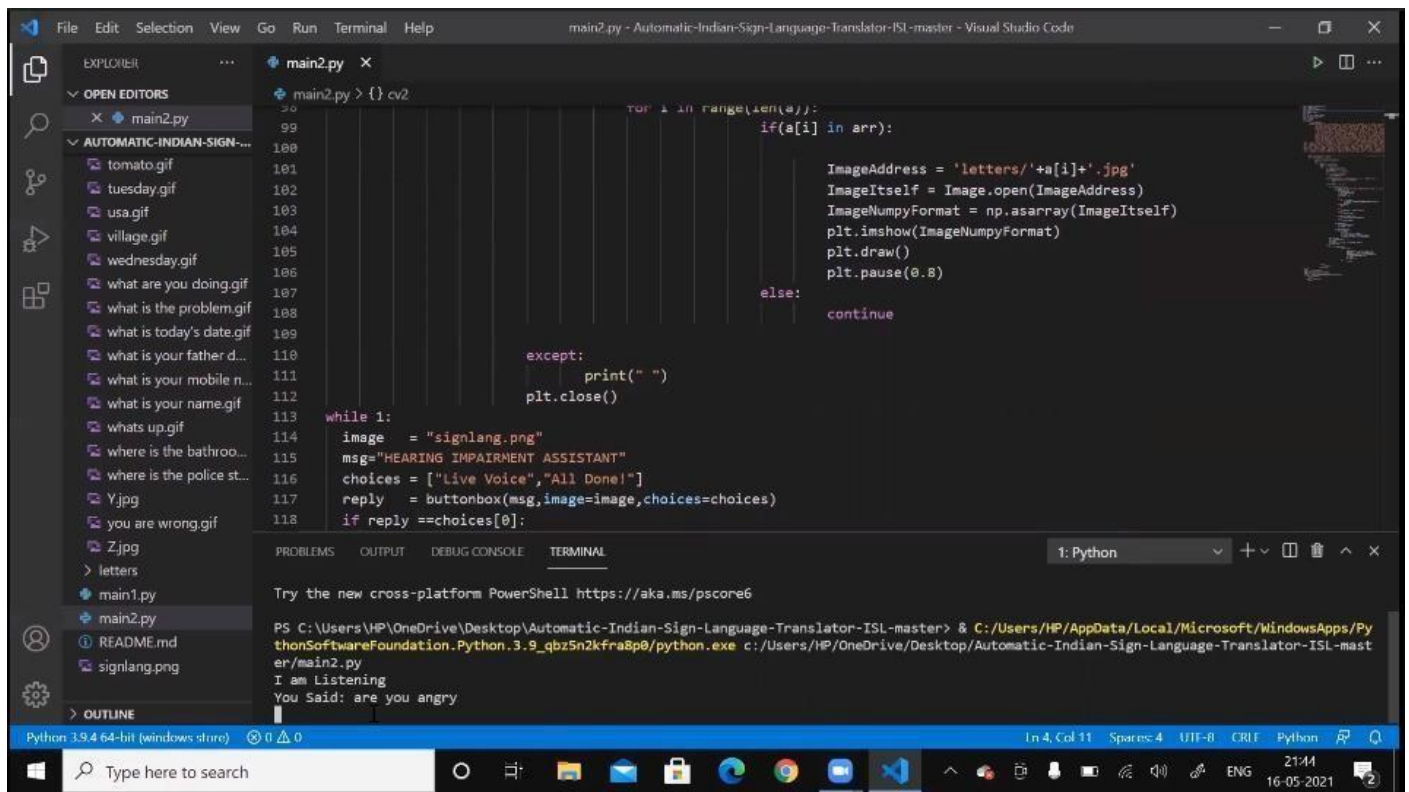 File Edit Selection View Go Run Terminal Help main2.py - Automatic-Indian-Sign-Language-Translator-ISL-master - Visual Studio Code
EXPLORER ··· main2.py ×
OPEN EDITORS
× main2.py
AUTOMATIC-INDIAN-SIGN-...
tomato.gif
tuesday.gif
usa.gif
village.gif
wednesday.gif
what are you doing.gif
what is the problem.gif
what is today's date.gif
what is your father d...
what is your mobile n...
what is your name.gif
whats up.gif
where is the bathroo...
where is the police st...
Y.jpg
you are wrong.gif
Z.jpg
> letters
main1.py
main2.py
README.md
signlang.png
> OUTLINE
main2.py > {} cv2
98 for i in range(len(a)):
99 if(a[i] in arr):
100
101 ImageAddress = 'letters/'+a[i]+'.jpg'
102 ImageItself = Image.open(ImageAddress)
103 ImageNumpyFormat = np.asarray(ImageItself)
104 plt.imshow(ImageNumpyFormat)
105 plt.draw()
106 plt.pause(0.8)
107 else:
108 continue
109
110 except:
111 print(" ")
112 plt.close()
113 while 1:
114 image = "signlang.png"
115 msg="HEARING IMPAIRMENT ASSISTANT"
116 choices = ["Live Voice","All Done!"]
117 reply = buttonbox(msg,image=image,choices=choices)
118 if reply ==choices[0]:
PROBLEMS OUTPUT DEBUG CONSOLE TERMINAL 1: Python
Try the new cross-platform PowerShell https://aka.ms/pscore6
PS C:\Users\HP\OneDrive\Desktop\Automatic-Indian-Sign-Language-Translator-ISL-master> & C:/Users/HP/AppData/Local/Microsoft/WindowsApps/Py
thonSoftwareFoundation.Python.3.9_qbz5n2kfra8p0/python.exe c:/Users/HP/OneDrive/Desktop/Automatic-Indian-Sign-Language-Translator-ISL-mast
er/main2.py
I am Listening
You Said: are you angry
Python 3.9.4 64-bit (windows store) 0 0 Ln 4, Col 11 Spaces: 4 UTF-8 CRLF Python
Type here to search ENG 21:44
16-05-2021 2